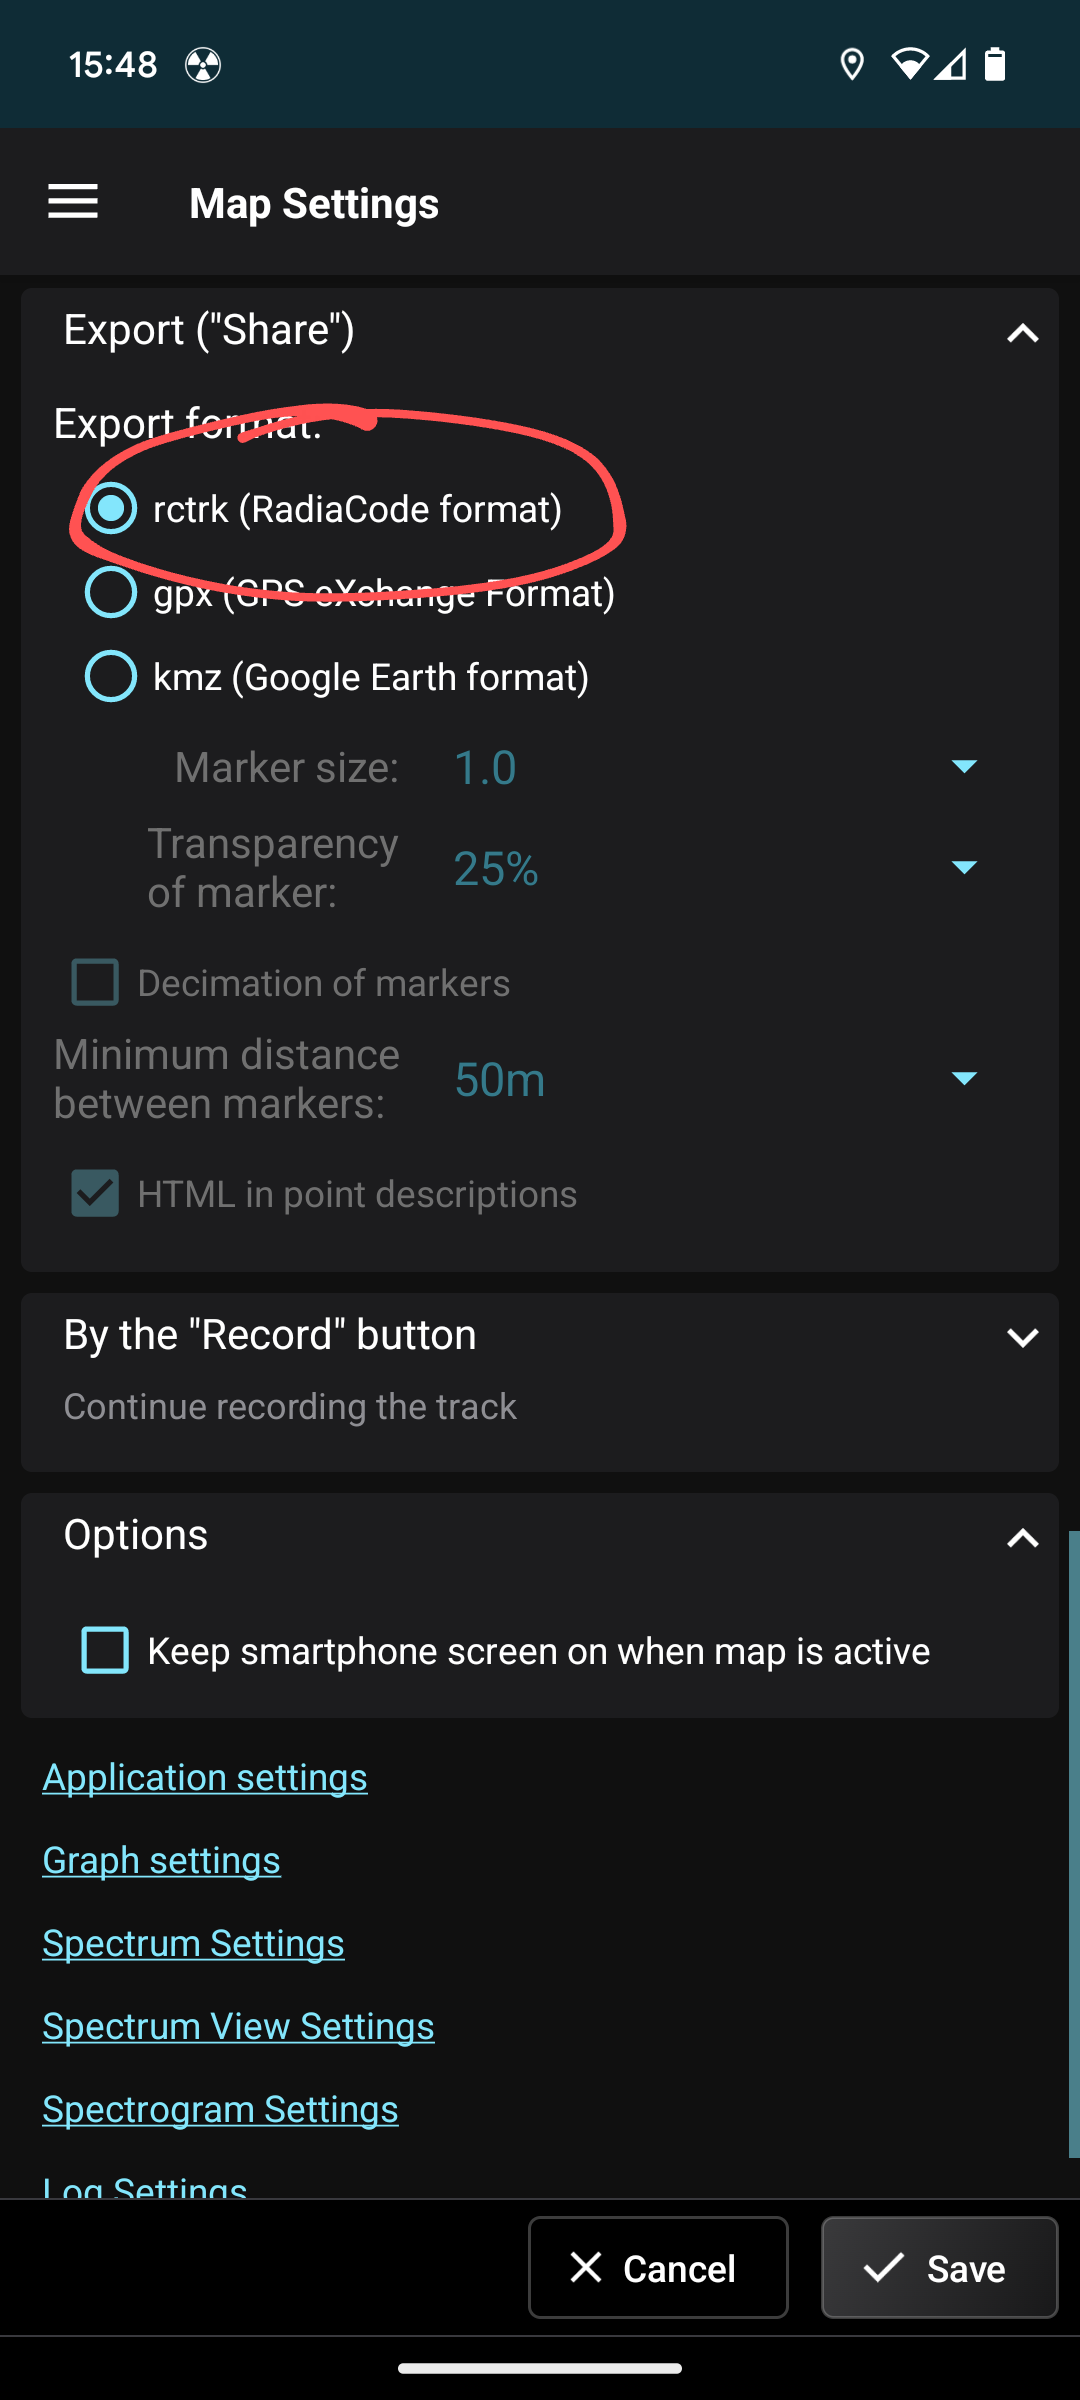 15:48
Map Settings
Export ("Share")
Export format:
rctrk (RadiaCode format)
gpx (GPS eXchange Format)
kmz (Google Earth format)
Marker size: 1.0
Transparency
of marker: 25%
Decimation of markers
Minimum distance
between markers: 50m
HTML in point descriptions
By the "Record" button
Continue recording the track
Options
Keep smartphone screen on when map is active
Application settings
Graph settings
Spectrum Settings
Spectrum View Settings
Spectrogram Settings
Log Settings
Cancel Save